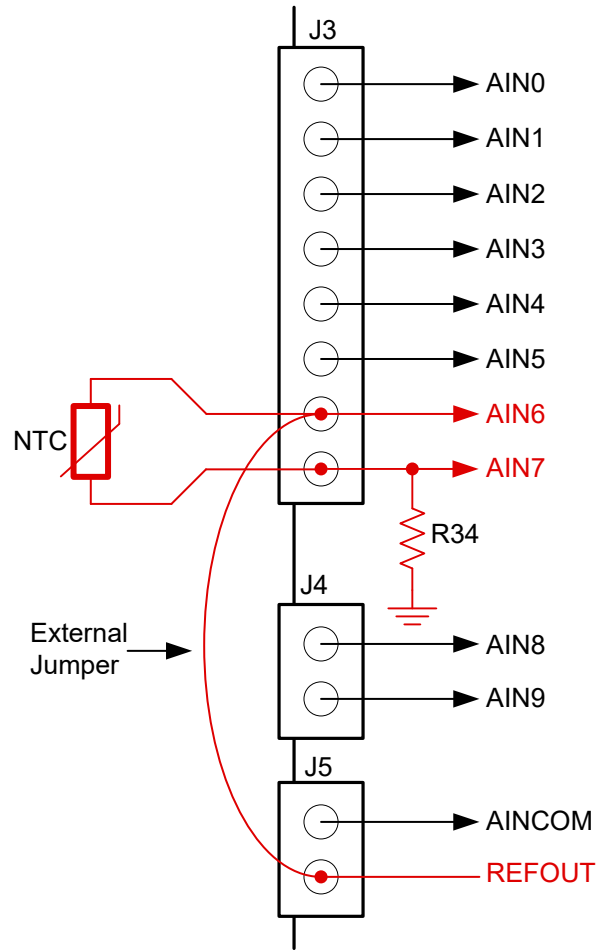 J3
AIN0
AIN1
AIN2
AIN3
AIN4
AIN5
AIN6
NTC
AIN7
R34
J4
External
Jumper
AIN8
AIN9
J5
AINCOM
REFOUT